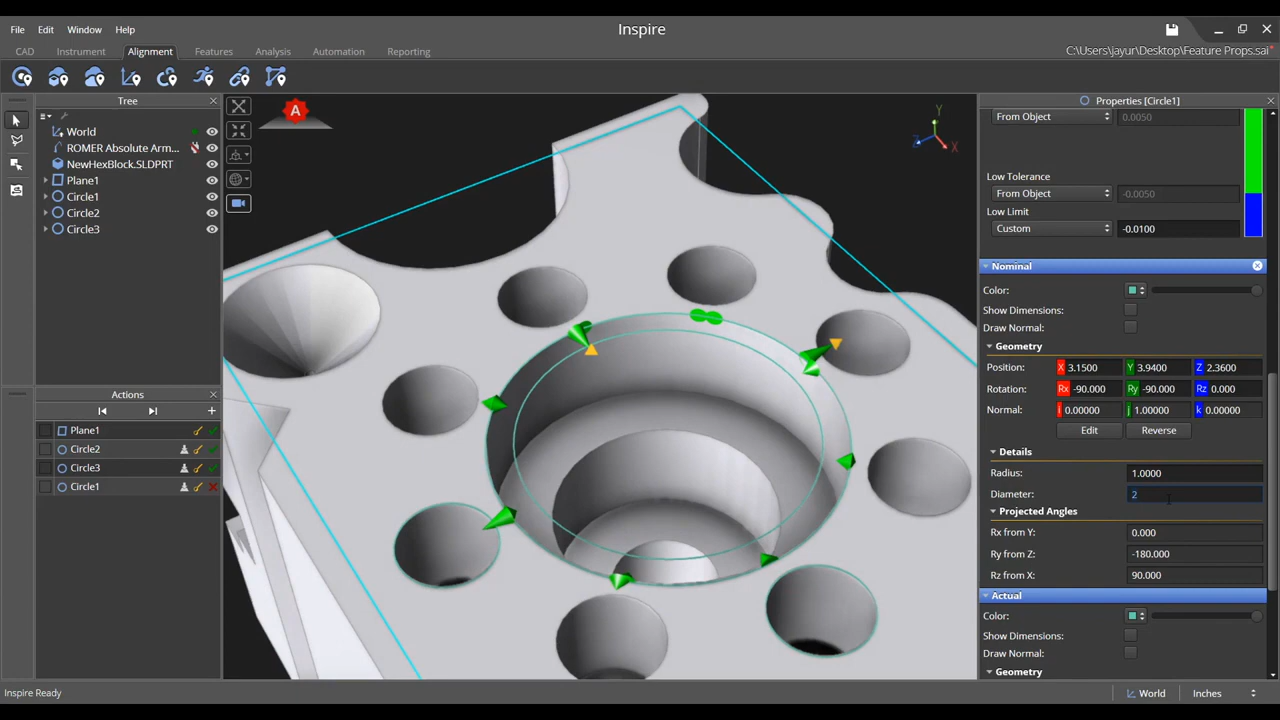 File Edit Window Help
Inspire
CAD Instrument Alignment Features Analysis Automation Reporting
C:\Users\jayur\Desktop\Feature Props.sai*
Tree
World
ROMER Absolute Arm...
NewHexBlock.SLDPRT
Plane1
Circle1
Circle2
Circle3
Actions
Plane1
Circle2
Circle3
Circle1
A
Y
Z X
Properties [Circle1]
From Object 0.0050
Low Tolerance
From Object -0.0050
Low Limit
Custom -0.0100
Nominal
Color:
Show Dimensions:
Draw Normal:
Geometry
Position: X 3.1500 Y 3.9400 Z 2.3600
Rotation: Rx -90.000 Ry -90.000 Rz 0.000
Normal: i 0.00000 j 1.00000 k 0.00000
Edit Reverse
Details
Radius: 1.0000
Diameter: 2
Projected Angles
Rx from Y: 0.000
Ry from Z: -180.000
Rz from X: 90.000
Actual
Color:
Show Dimensions:
Draw Normal:
Geometry
Inspire Ready
World Inches